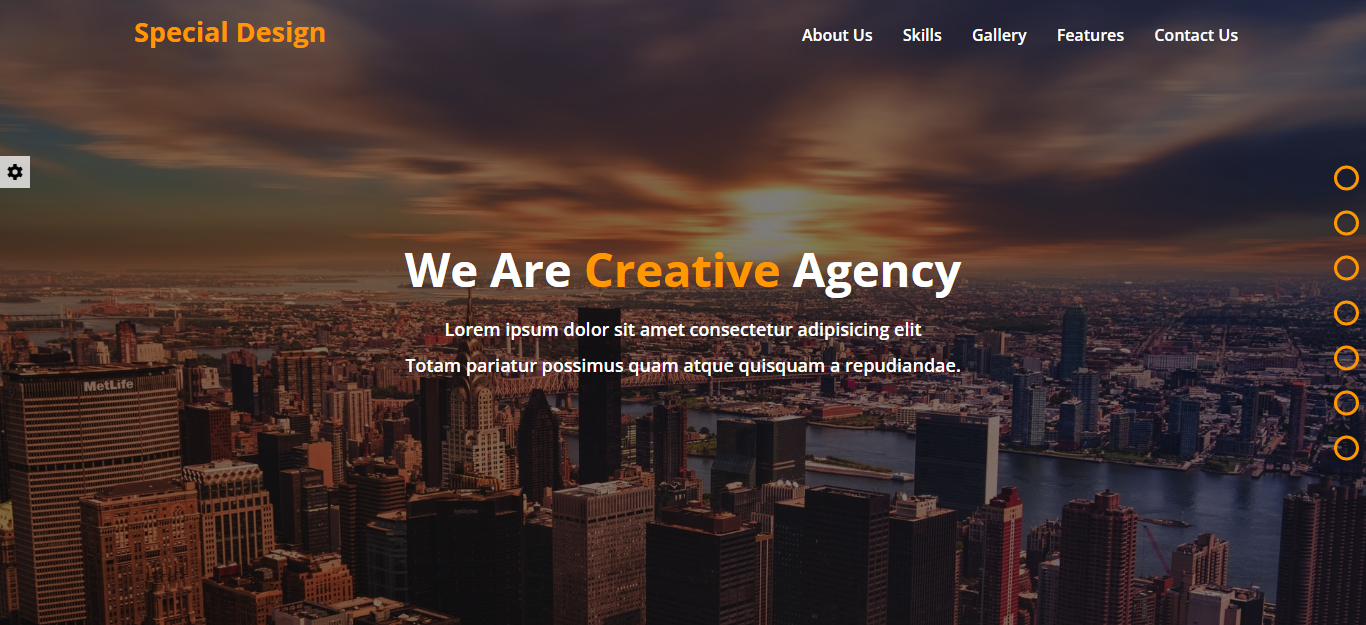 Special Design
About Us Skills Gallery Features Contact Us
We Are Creative Agency
Lorem ipsum dolor sit amet consectetur adipisicing elit
Totam pariatur possimus quam atque quisquam a repudiandae.
MetLife